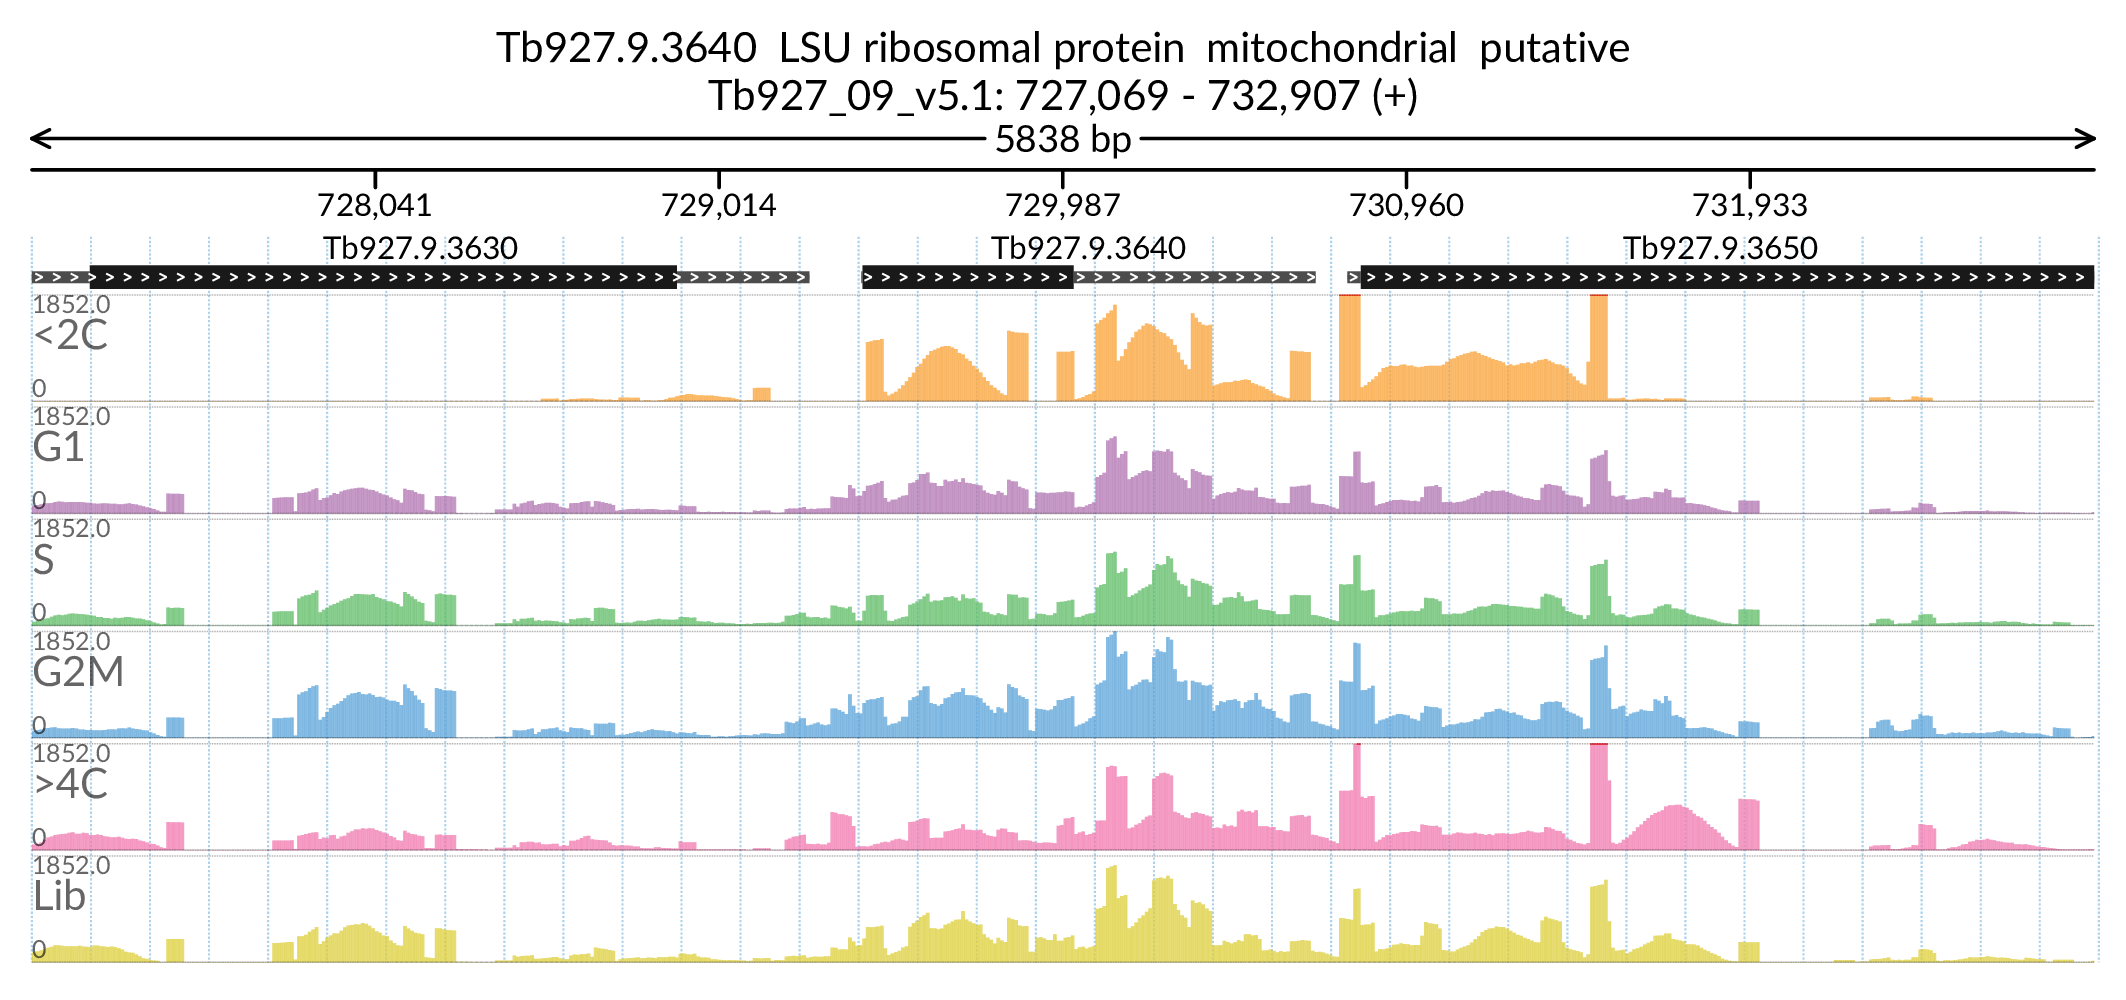 Tb927.9.3640  LSU ribosomal protein  mitochondrial  putative
Tb927_09_v5.1: 727,069 - 732,907 (+)
5838 bp
728,041 729,014 729,987 730,960 731,933
Tb927.9.3630 Tb927.9.3640 Tb927.9.3650
1852.0
<2C
0
1852.0
G1
0
1852.0
S
0
1852.0
G2M
0
1852.0
>4C
0
1852.0
Lib
0